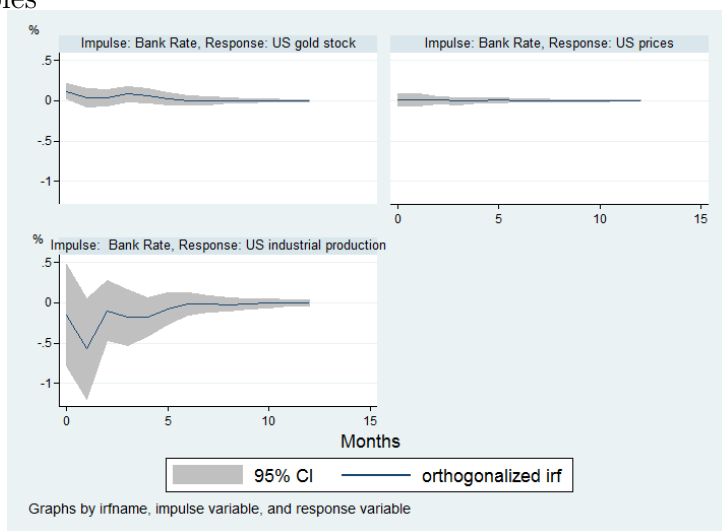 %
Impulse: Bank Rate, Response: US gold stock
Impulse: Bank Rate, Response: US prices
.5
0
-.5
-1
0 5 10 15
%
Impulse: Bank Rate, Response: US industrial production
.5
0
-.5
-1
0 5 10 15
Months
95% CI orthogonalized irf
Graphs by irfname, impulse variable, and response variable